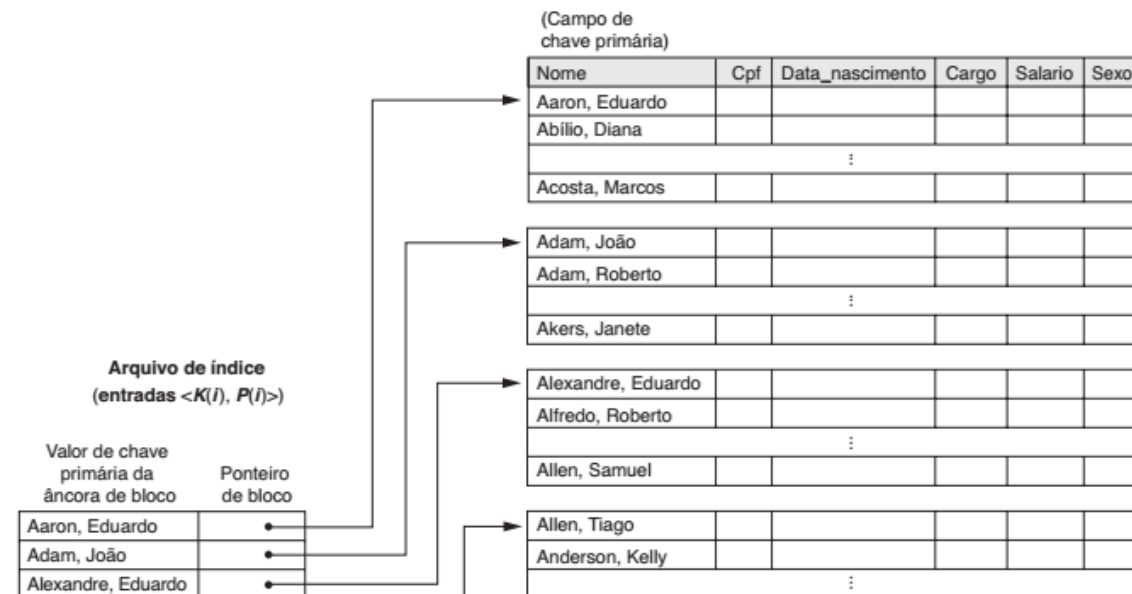 (Campo de
chave primária)
Nome Cpf Data_nascimento Cargo Salario Sexo
Aaron, Eduardo
Abílio, Diana
⋮
Acosta, Marcos
Adam, João
Adam, Roberto
⋮
Akers, Janete
Alexandre, Eduardo
Alfredo, Roberto
⋮
Allen, Samuel
Allen, Tiago
Anderson, Kelly
⋮
Arquivo de índice
(entradas <K(i), P(i)>)
Valor de chave
primária da
âncora de bloco
Ponteiro
de bloco
Aaron, Eduardo
Adam, João
Alexandre, Eduardo